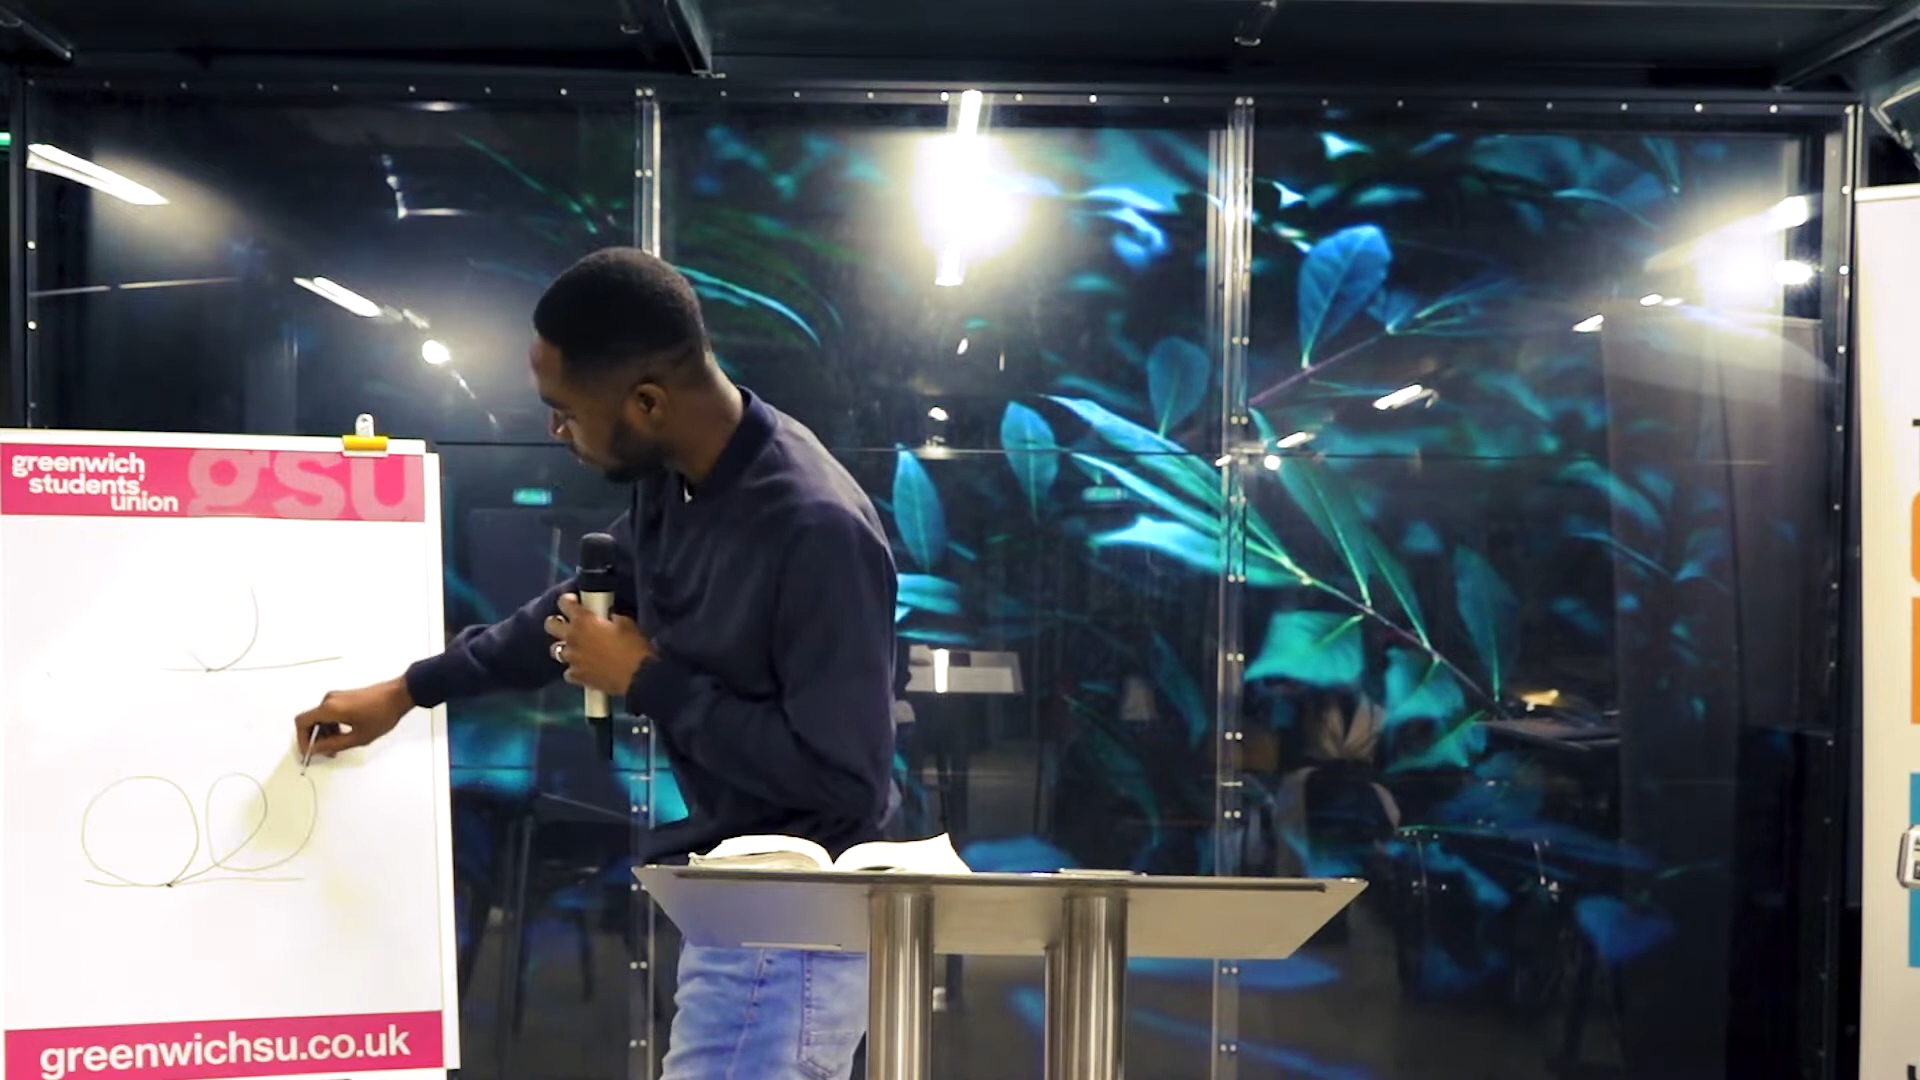 greenwich
students'
union
gsu
greenwichsu.co.uk